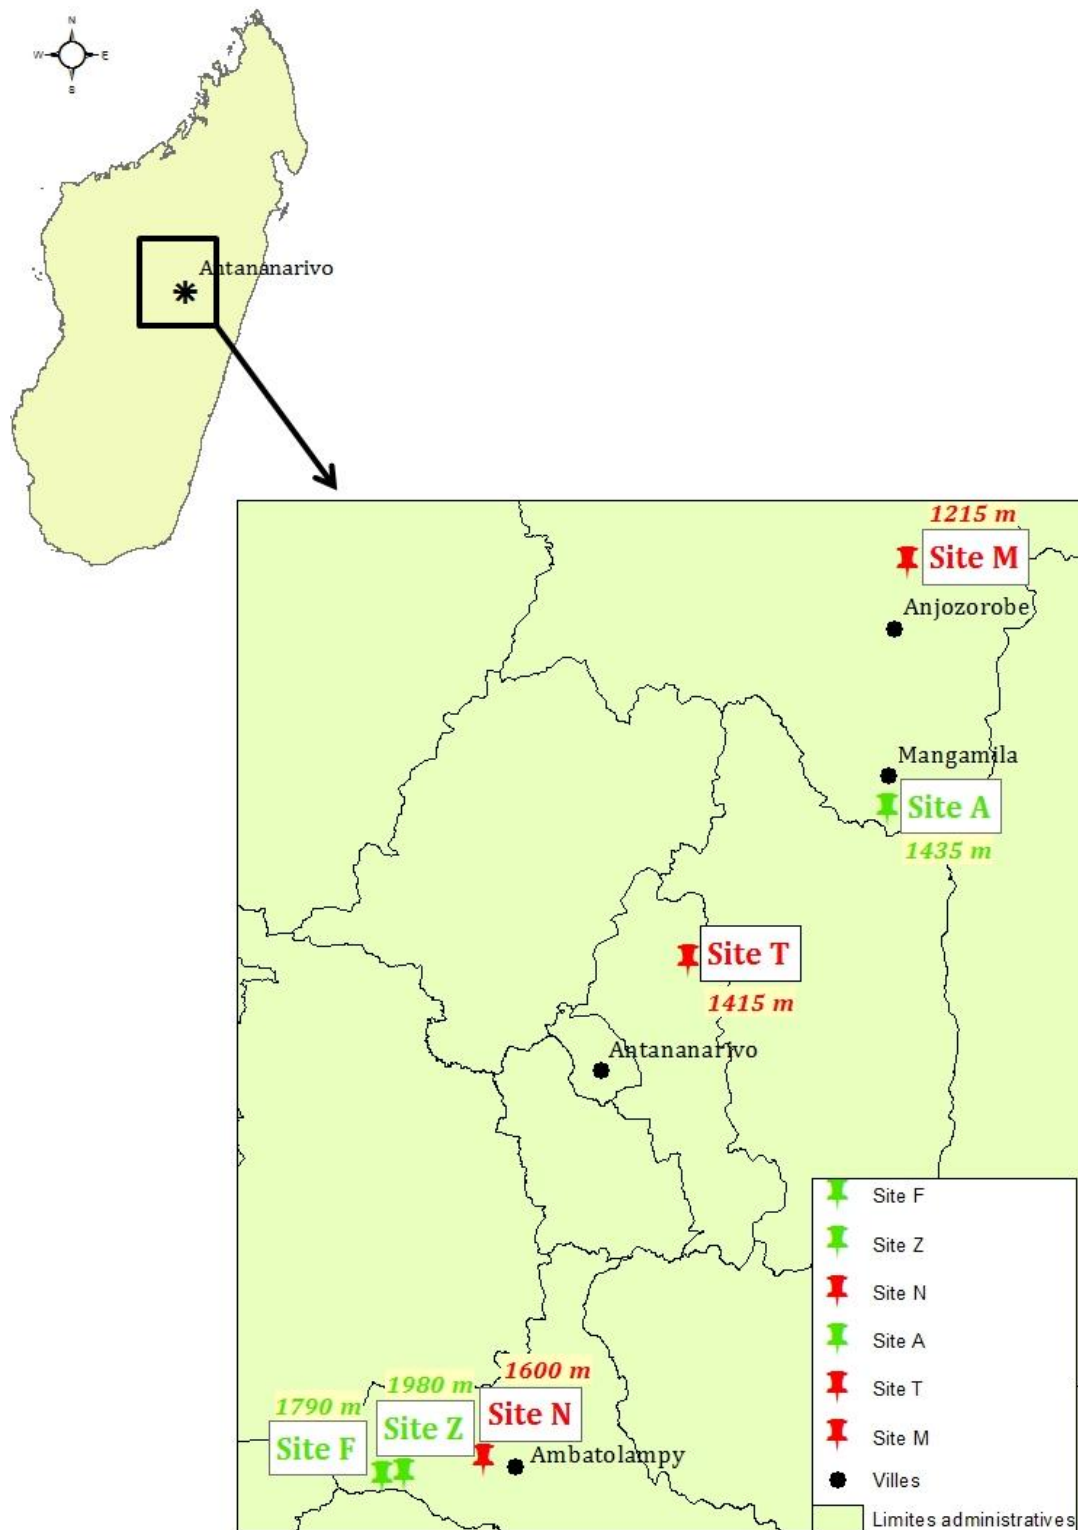 N
W
E
S
Antananarivo
1215 m
Site M
Anjozorobe
Mangamila
Site A
1435 m
Site T
1415 m
Antananarivo
1600 m
1980 m
1790 m
Site N
Site Z
Site F
Ambatolampy
Site F
Site Z
Site N
Site A
Site T
Site M
Villes
Limites administratives